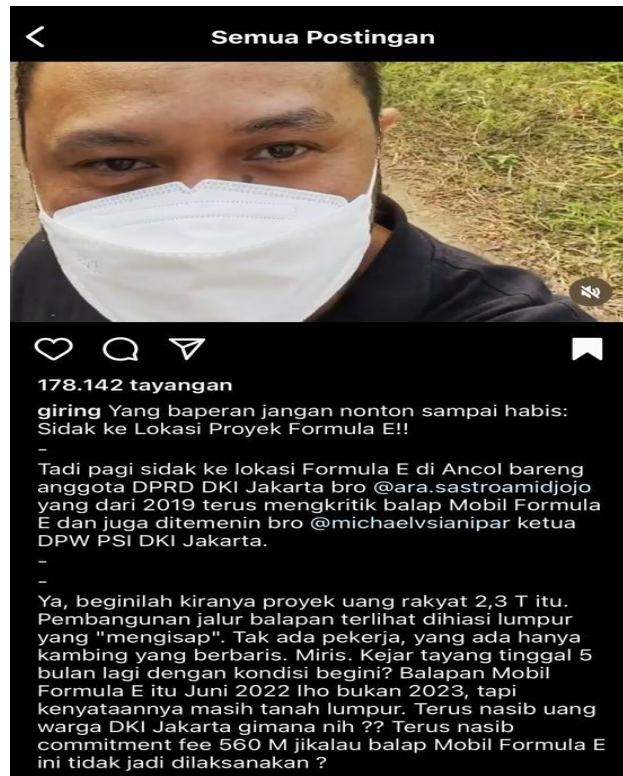 Semua Postingan
178.142 tayangan
giring Yang baperan jangan nonton sampai habis:
Sidak ke Lokasi Proyek Formula E!!
-
Tadi pagi sidak ke lokasi Formula E di Ancol bareng
anggota DPRD DKI Jakarta bro @ara.sastroamidjojo
yang dari 2019 terus mengkritik balap Mobil Formula
E dan juga ditemenin bro @michaelvsianipar ketua
DPW PSI DKI Jakarta.
-
-
Ya, beginilah kiranya proyek uang rakyat 2,3 T itu.
Pembangunan jalur balapan terlihat dihiasi lumpur
yang "mengisap". Tak ada pekerja, yang ada hanya
kambing yang berbaris. Miris. Kejar tayang tinggal 5
bulan lagi dengan kondisi begini? Balapan Mobil
Formula E itu Juni 2022 lho bukan 2023, tapi
kenyataannya masih tanah lumpur. Terus nasib uang
warga DKI Jakarta gimana nih ?? Terus nasib
commitment fee 560 M jikalau balap Mobil Formula E
ini tidak jadi dilaksanakan ?